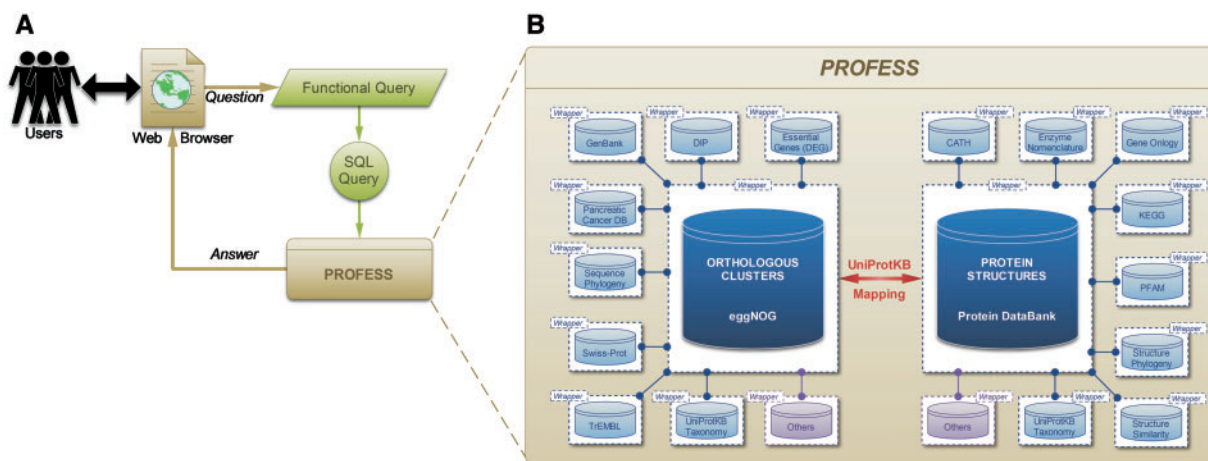 A
Users
Web Browser
Question
Functional Query
SQL
Query
PROFESS
Answer
B
PROFESS
Wrapper
GenBank
Wrapper
DIP
Wrapper
Essential
Genes (DEG)
Wrapper
CATH
Wrapper
Enzyme
Nomenclature
Wrapper
Gene Onlogy
Wrapper
Pancreatic
Cancer DB
Wrapper
Sequence
Phylogeny
Wrapper
Swiss-Prot
Wrapper
TrEMBL
Wrapper
UniProtKB
Taxonomy
Wrapper
Others
Wrapper
ORTHOLOGOUS
CLUSTERS
eggNOG
UniProtKB
Mapping
Wrapper
PROTEIN
STRUCTURES
Protein DataBank
Wrapper
KEGG
Wrapper
PFAM
Wrapper
Structure
Phylogeny
Wrapper
Others
Wrapper
UniProtKB
Taxonomy
Wrapper
Structure
Similarity